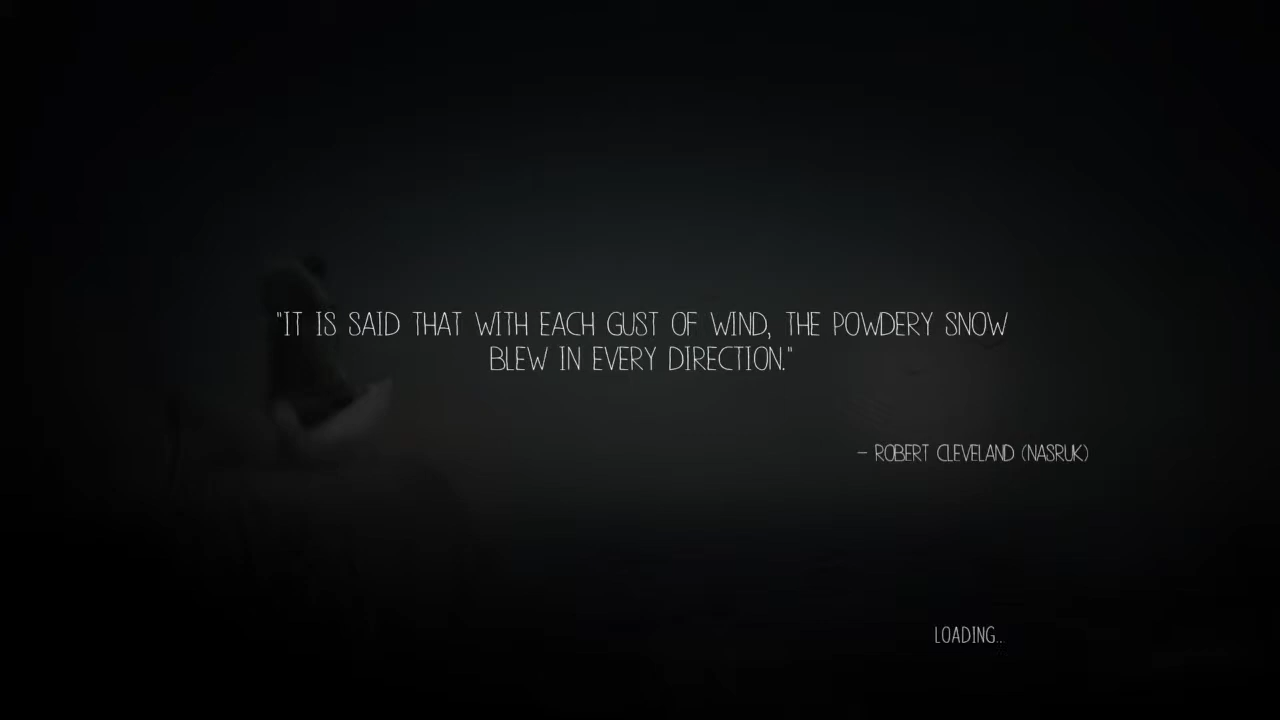 "IT IS SAID THAT WITH EACH GUST OF WIND, THE POWDERY SNOW
BLEW IN EVERY DIRECTION."
– ROBERT CLEVELAND (NASRUK)
LOADING...